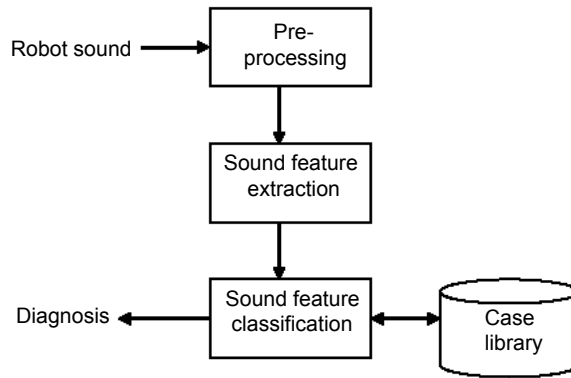 Robot sound
Pre-
processing
Sound feature
extraction
Sound feature
classification
Diagnosis
Case
library